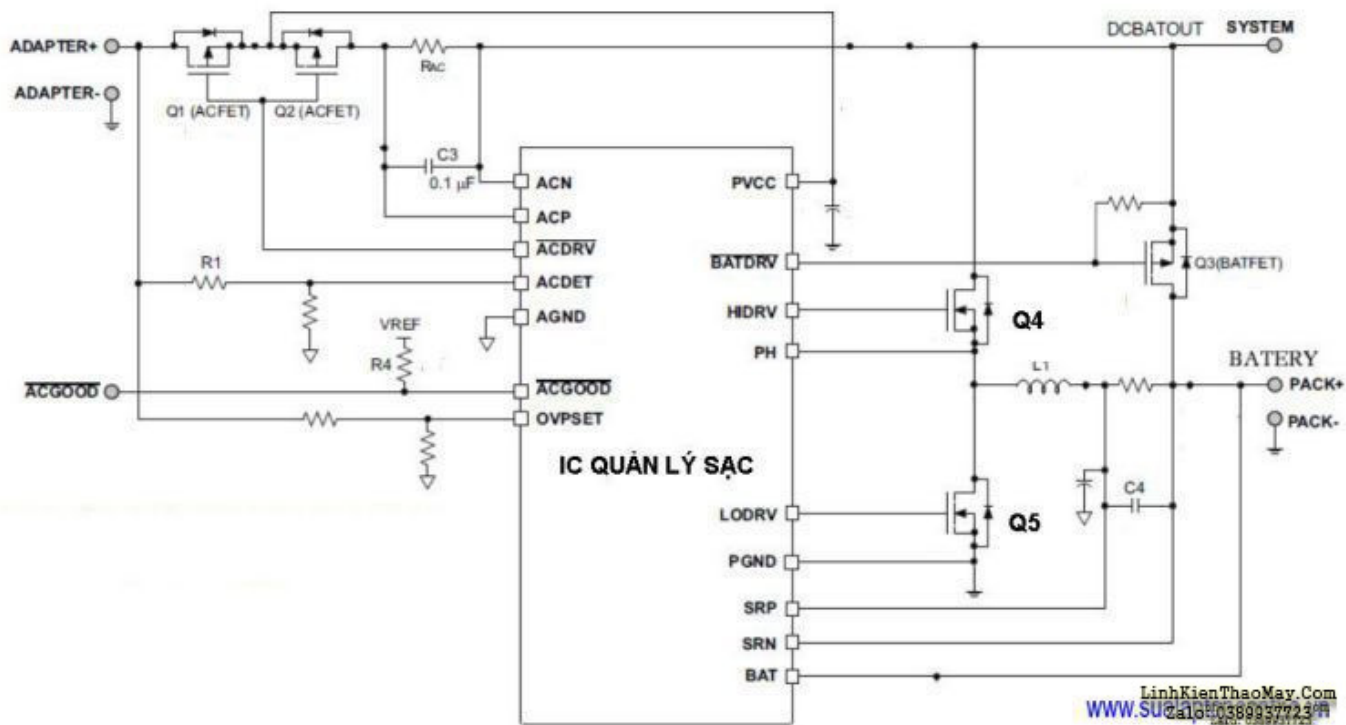 DCBATOUT SYSTEM
ADAPTER+
RAC
ADAPTER-
Q1 (ACFET) Q2 (ACFET)
C3
0.1 µF
ACN
PVCC
ACP
ACDRV
BATDRV
Q3(BATFET)
R1
ACDET
HIDRV
Q4
AGND
VREF
PH
R4
L1
BATERY
ACGOOD
ACGOOD
PACK+
OVPSET
PACK-
IC QUẢN LÝ SẠC
C4
LODRV
Q5
PGND
SRP
SRN
BAT
LinhKienThaoMay.Com
Zalo:0389937723